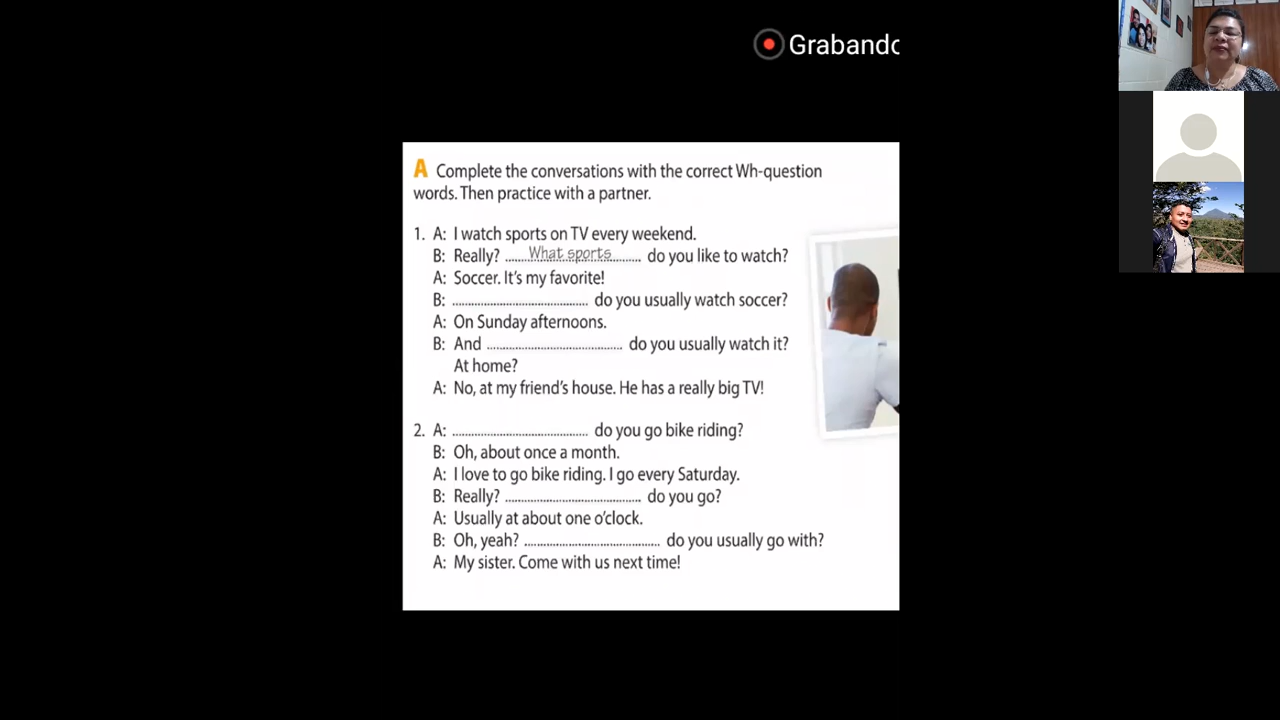 Grabando
A Complete the conversations with the correct Wh-question
words. Then practice with a partner.
1. A: I watch sports on TV every weekend.
B: Really? What sports do you like to watch?
A: Soccer. It's my favorite!
B: ........................ do you usually watch soccer?
A: On Sunday afternoons.
B: And ........................ do you usually watch it?
At home?
A: No, at my friend's house. He has a really big TV!
2. A: ........................ do you go bike riding?
B: Oh, about once a month.
A: I love to go bike riding. I go every Saturday.
B: Really? ........................ do you go?
A: Usually at about one o'clock.
B: Oh, yeah? ........................ do you usually go with?
A: My sister. Come with us next time!